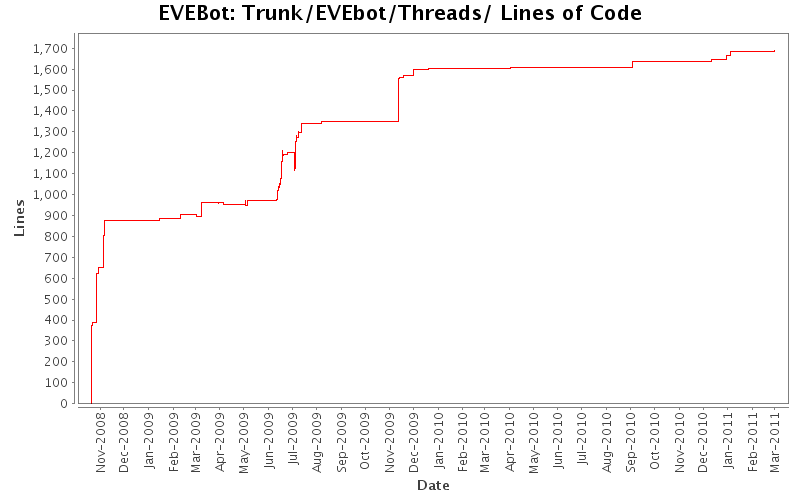 EVEBot: Trunk/EVEbot/Threads/ Lines of Code
Lines
1,700
1,600
1,500
1,400
1,300
1,200
1,100
1,000
900
800
700
600
500
400
300
200
100
0
Nov-2008
Dec-2008
Jan-2009
Feb-2009
Mar-2009
Apr-2009
May-2009
Jun-2009
Jul-2009
Aug-2009
Sep-2009
Oct-2009
Nov-2009
Dec-2009
Jan-2010
Feb-2010
Mar-2010
Apr-2010
May-2010
Jun-2010
Jul-2010
Aug-2010
Sep-2010
Oct-2010
Nov-2010
Dec-2010
Jan-2011
Feb-2011
Mar-2011
Date